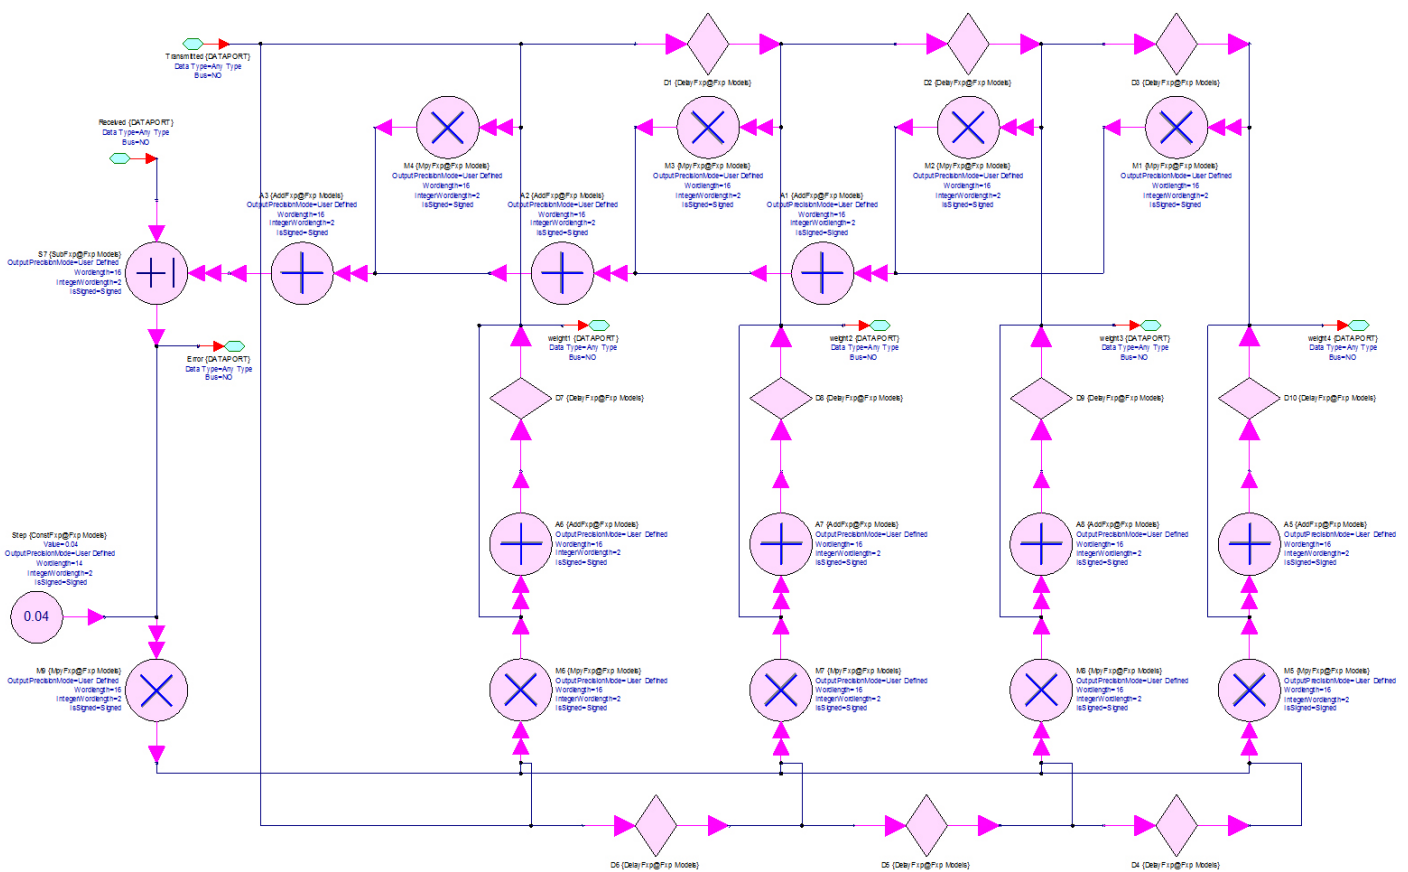 Transmitted {DATAPORT}
Data Type=Any Type
Bus=NO
D1 {DelayFxp@Fxp Models}
D2 {DelayFxp@Fxp Models}
D3 {DelayFxp@Fxp Models}
Received {DATAPORT}
Data Type=Any Type
Bus=NO
M4 {MpyFxp@Fxp Models}
OutputPrecisionMode=User Defined
Wordlength=16
IntegerWordlength=2
IsSigned=Signed
M3 {MpyFxp@Fxp Models}
OutputPrecisionMode=User Defined
Wordlength=16
IntegerWordlength=2
IsSigned=Signed
M2 {MpyFxp@Fxp Models}
OutputPrecisionMode=User Defined
Wordlength=16
IntegerWordlength=2
IsSigned=Signed
M1 {MpyFxp@Fxp Models}
OutputPrecisionMode=User Defined
Wordlength=16
IntegerWordlength=2
IsSigned=Signed
A3 {AddFxp@Fxp Models}
OutputPrecisionMode=User Defined
Wordlength=16
IntegerWordlength=2
IsSigned=Signed
A2 {AddFxp@Fxp Models}
OutputPrecisionMode=User Defined
Wordlength=16
IntegerWordlength=2
IsSigned=Signed
A1 {AddFxp@Fxp Models}
OutputPrecisionMode=User Defined
Wordlength=16
IntegerWordlength=2
IsSigned=Signed
S7 {SubFxp@Fxp Models}
OutputPrecisionMode=User Defined
Wordlength=16
IntegerWordlength=2
IsSigned=Signed
Error {DATAPORT}
Data Type=Any Type
Bus=NO
weight1 {DATAPORT}
Data Type=Any Type
Bus=NO
weight2 {DATAPORT}
Data Type=Any Type
Bus=NO
weight3 {DATAPORT}
Data Type=Any Type
Bus=NO
weight4 {DATAPORT}
Data Type=Any Type
Bus=NO
D7 {DelayFxp@Fxp Models}
D8 {DelayFxp@Fxp Models}
D9 {DelayFxp@Fxp Models}
D10 {DelayFxp@Fxp Models}
Step {ConstFxp@Fxp Models}
Value=0.04
OutputPrecisionMode=User Defined
Wordlength=14
IntegerWordlength=2
IsSigned=Signed
0.04
A6 {AddFxp@Fxp Models}
OutputPrecisionMode=User Defined
Wordlength=16
IntegerWordlength=2
IsSigned=Signed
A7 {AddFxp@Fxp Models}
OutputPrecisionMode=User Defined
Wordlength=16
IntegerWordlength=2
IsSigned=Signed
A8 {AddFxp@Fxp Models}
OutputPrecisionMode=User Defined
Wordlength=16
IntegerWordlength=2
IsSigned=Signed
A5 {AddFxp@Fxp Models}
OutputPrecisionMode=User Defined
Wordlength=16
IntegerWordlength=2
IsSigned=Signed
M9 {MpyFxp@Fxp Models}
OutputPrecisionMode=User Defined
Wordlength=16
IntegerWordlength=2
IsSigned=Signed
M6 {MpyFxp@Fxp Models}
OutputPrecisionMode=User Defined
Wordlength=16
IntegerWordlength=2
IsSigned=Signed
M7 {MpyFxp@Fxp Models}
OutputPrecisionMode=User Defined
Wordlength=16
IntegerWordlength=2
IsSigned=Signed
M8 {MpyFxp@Fxp Models}
OutputPrecisionMode=User Defined
Wordlength=16
IntegerWordlength=2
IsSigned=Signed
M5 {MpyFxp@Fxp Models}
OutputPrecisionMode=User Defined
Wordlength=16
IntegerWordlength=2
IsSigned=Signed
D6 {DelayFxp@Fxp Models}
D5 {DelayFxp@Fxp Models}
D4 {DelayFxp@Fxp Models}